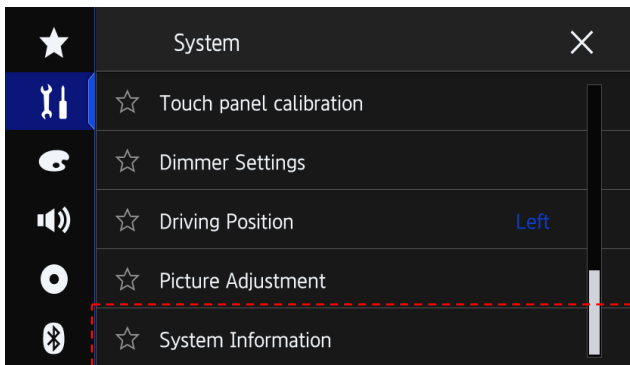 System
Touch panel calibration
Dimmer Settings
Driving Position Left
Picture Adjustment
System Information